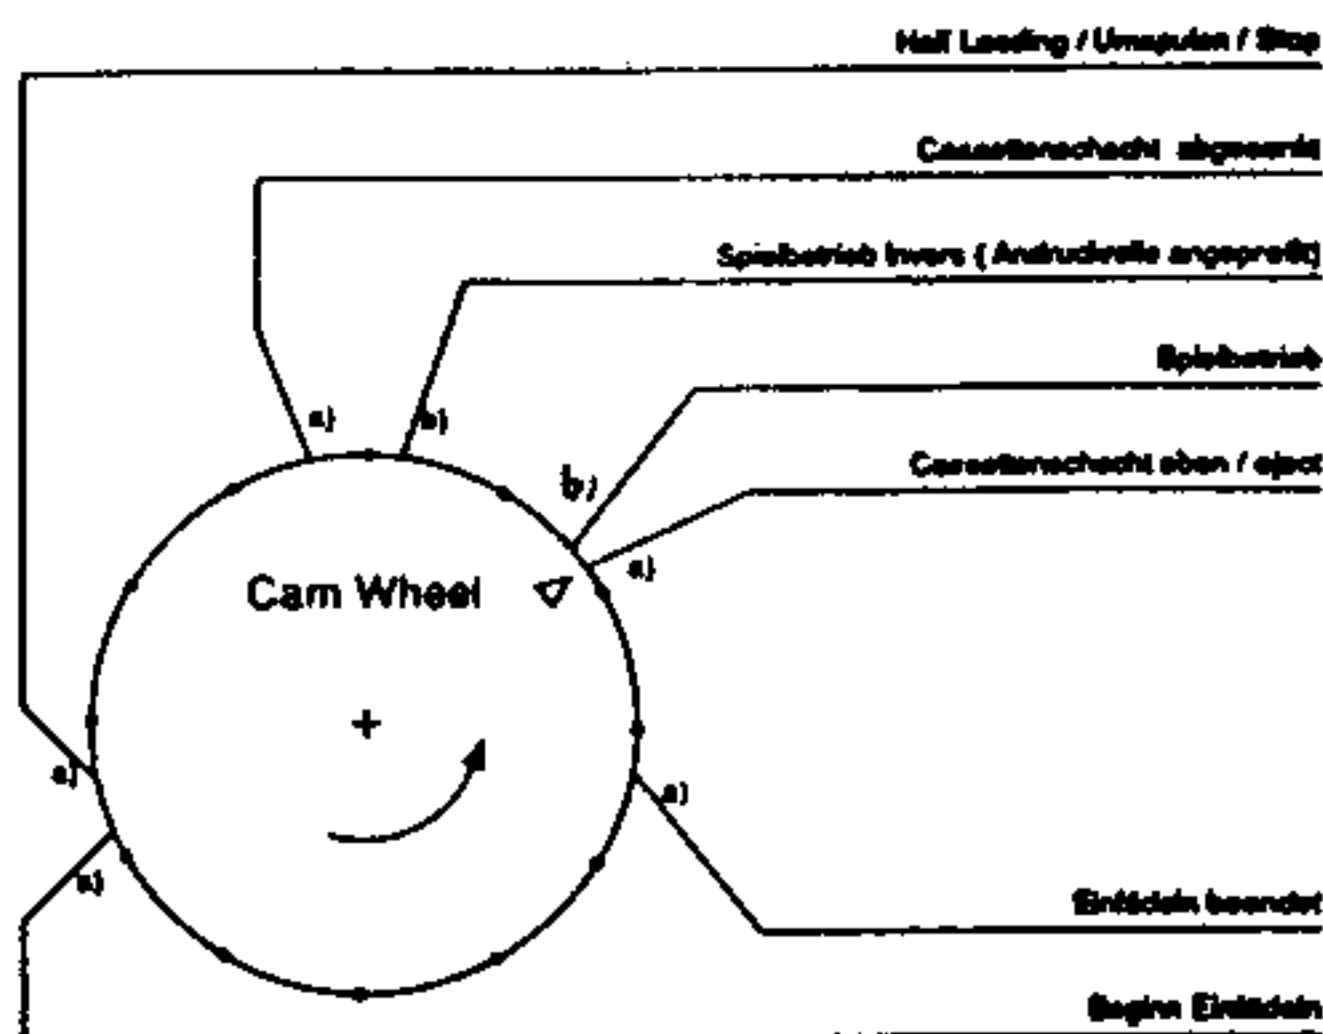 Half Loading / Umspulen / Stop
Cassettenschacht abgesenkt
Spielbetrieb Invers ( Andruckrolle angepreßt)
Spielbetrieb
Cassettenschacht oben / eject
a)
b)
b)
a)
Cam Wheel
+
a)
a)
a)
Einfädeln beendet
Beginn Einfädeln